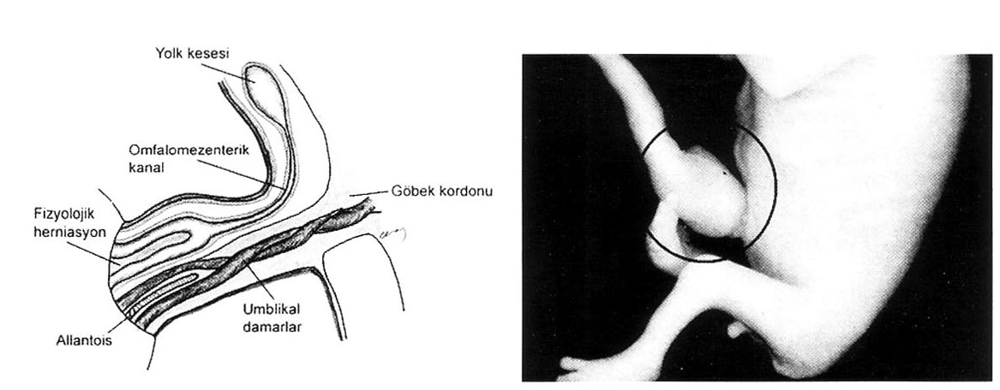 Yolk kesesi
Omfalomezenterik
kanal
Göbek kordonu
Fizyolojik
herniasyon
Umblikal
damarlar
Allantois